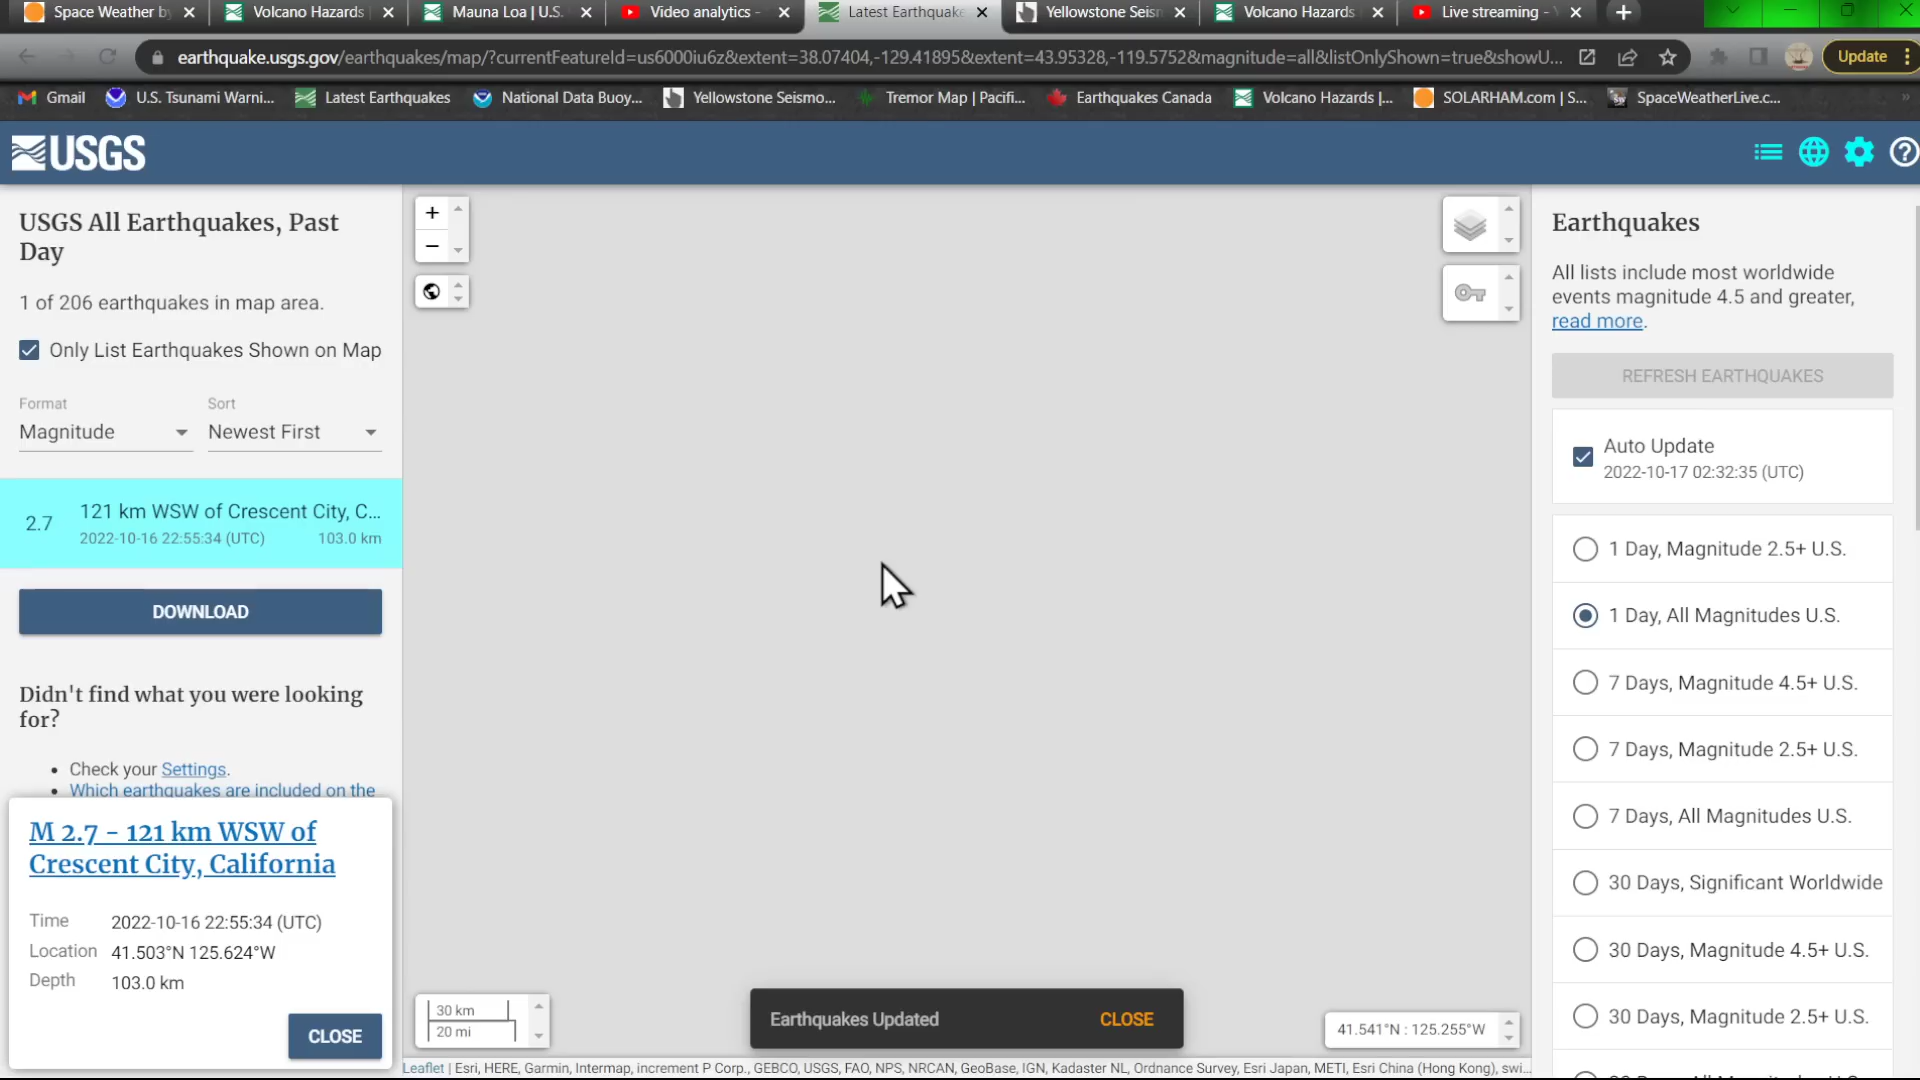 Space Weather by
Volcano Hazards
Mauna Loa | U.S.
Video analytics -
Latest Earthquake
Yellowstone Seism
Volcano Hazards
Live streaming -
earthquake.usgs.gov/earthquakes/map/?currentFeatureId=us6000iu6z&extent=38.07404,-129.41895&extent=43.95328,-119.5752&magnitude=all&listOnlyShown=true&showU...
Update
Gmail
U.S. Tsunami Warni...
Latest Earthquakes
National Data Buoy...
Yellowstone Seismo...
Tremor Map | Pacifi...
Earthquakes Canada
Volcano Hazards |...
SOLARHAM.com | S...
SpaceWeatherLive.c...
USGS
USGS All Earthquakes, Past
Day
1 of 206 earthquakes in map area.
Only List Earthquakes Shown on Map
Format
Sort
Magnitude
Newest First
2.7
121 km WSW of Crescent City, C...
2022-10-16 22:55:34 (UTC)
103.0 km
DOWNLOAD
Didn't find what you were looking
for?
• Check your Settings.
• Which earthquakes are included on the
M 2.7 - 121 km WSW of
Crescent City, California
Time 2022-10-16 22:55:34 (UTC)
Location 41.503°N 125.624°W
Depth 103.0 km
CLOSE
+
−
30 km
20 mi
Earthquakes Updated
CLOSE
41.541°N : 125.255°W
Leaflet | Esri, HERE, Garmin, Intermap, increment P Corp., GEBCO, USGS, FAO, NPS, NRCAN, GeoBase, IGN, Kadaster NL, Ordnance Survey, Esri Japan, METI, Esri China (Hong Kong), swi...
Earthquakes
All lists include most worldwide
events magnitude 4.5 and greater,
read more.
REFRESH EARTHQUAKES
Auto Update
2022-10-17 02:32:35 (UTC)
1 Day, Magnitude 2.5+ U.S.
1 Day, All Magnitudes U.S.
7 Days, Magnitude 4.5+ U.S.
7 Days, Magnitude 2.5+ U.S.
7 Days, All Magnitudes U.S.
30 Days, Significant Worldwide
30 Days, Magnitude 4.5+ U.S.
30 Days, Magnitude 2.5+ U.S.